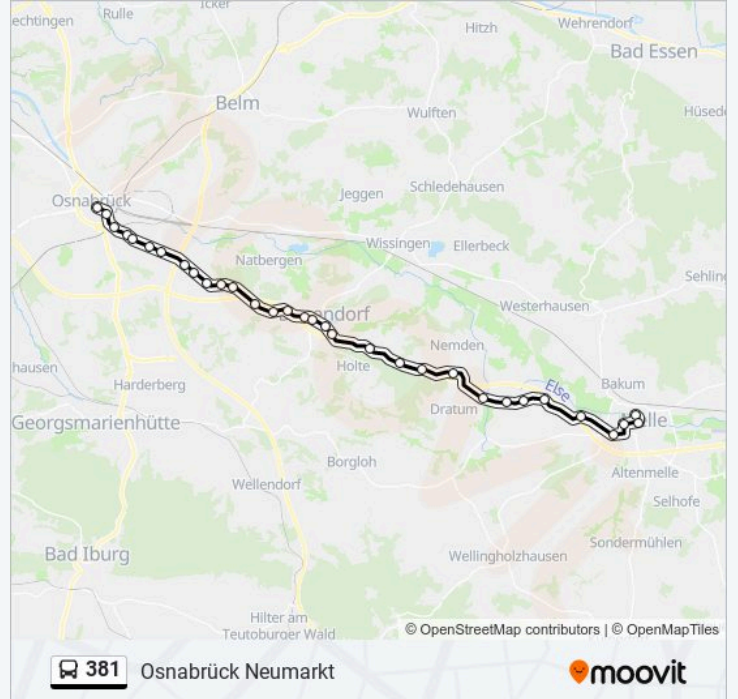 echtingen
Rulle
Icker
Hitzh
Wehrendorf
Bad Essen
Belm
Wulften
Hüsede
Osnabrück
Jeggen
Schledehausen
Wissingen
Ellerbeck
Natbergen
Sehling
Westerhausen
endorf
Nemden
hausen
Holte
Else
Bakum
Harderberg
Dratum
Georgsmarienhütte
lle
Borgloh
Altenmelle
Wellendorf
Selhofe
Sondermühlen
Bad Iburg
Wellingholzhausen
Hilter am
Teutoburger Wald
© OpenStreetMap contributors | © OpenMapTiles
381
Osnabrück Neumarkt
moovit